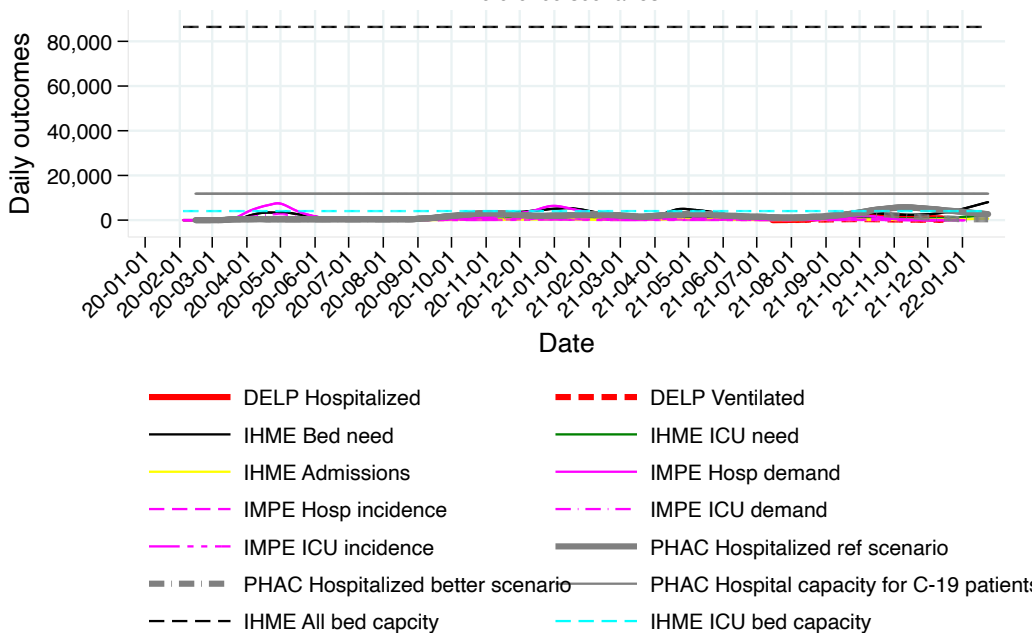 Daily outcomes
80,000
60,000
40,000
20,000
0
20-01-01
20-02-01
20-03-01
20-04-01
20-05-01
20-06-01
20-07-01
20-08-01
20-09-01
20-10-01
20-11-01
20-12-01
21-01-01
21-02-01
21-03-01
21-04-01
21-05-01
21-06-01
21-07-01
21-08-01
21-09-01
21-10-01
21-11-01
21-12-01
22-01-01
Date
DELP Hospitalized
DELP Ventilated
IHME Bed need
IHME ICU need
IHME Admissions
IMPE Hosp demand
IMPE Hosp incidence
IMPE ICU demand
IMPE ICU incidence
PHAC Hospitalized ref scenario
PHAC Hospitalized better scenario
PHAC Hospital capacity for C-19 patients
IHME All bed capcity
IHME ICU bed capacity